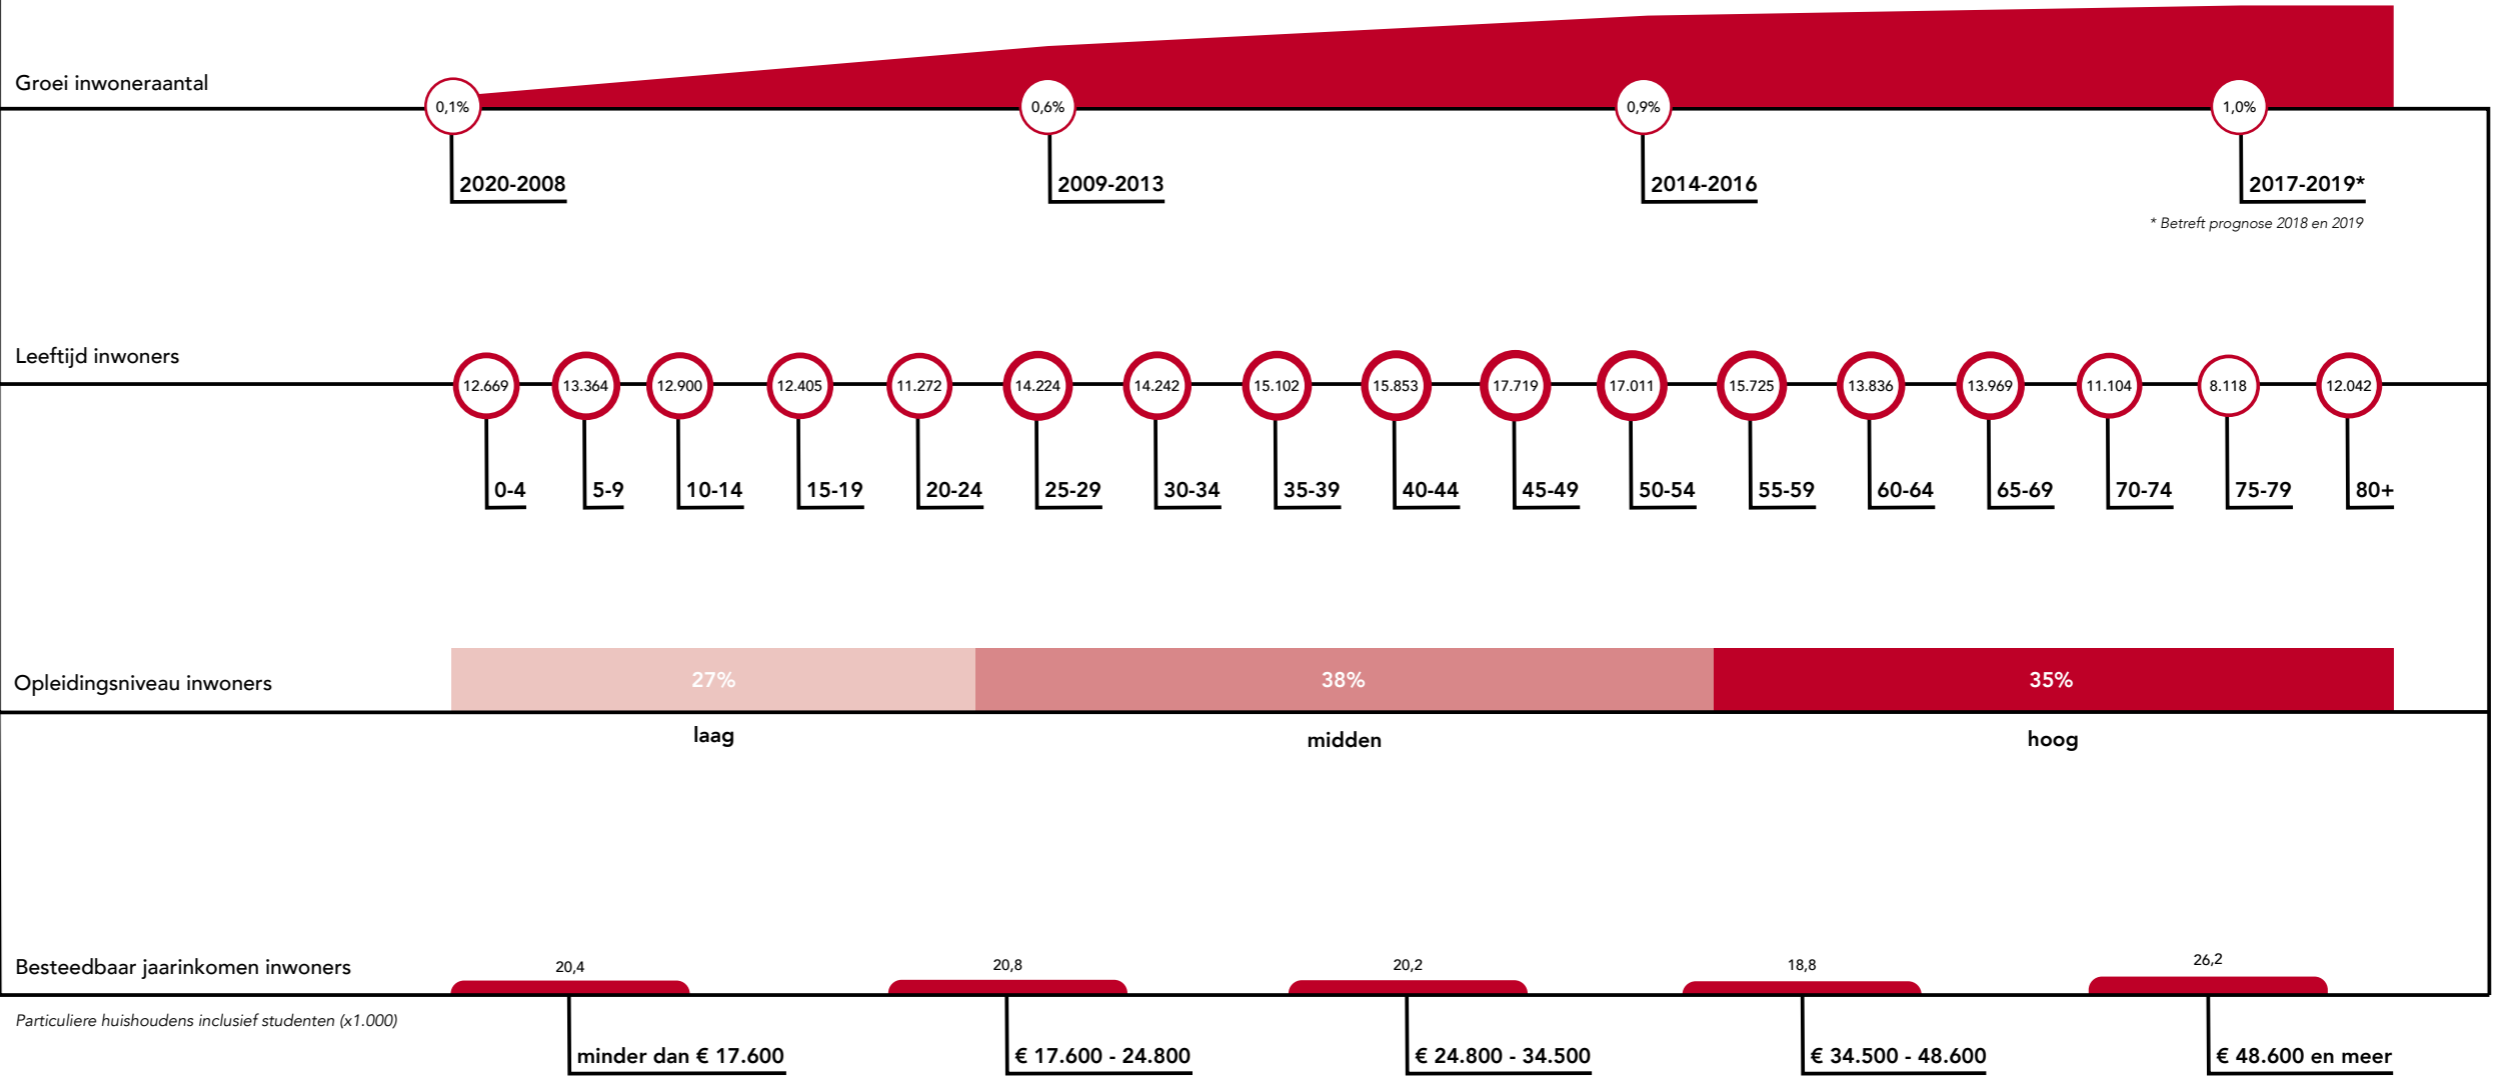 Groei inwoneraantal
0,1% 0,6% 0,9% 1,0%
2020-2008 2009-2013 2014-2016 2017-2019*
* Betreft prognose 2018 en 2019
Leeftijd inwoners
12.669 13.364 12.900 12.405 11.272 14.224 14.242 15.102 15.853 17.719 17.011 15.725 13.836 13.969 11.104 8.118 12.042
0-4 5-9 10-14 15-19 20-24 25-29 30-34 35-39 40-44 45-49 50-54 55-59 60-64 65-69 70-74 75-79 80+
Opleidingsniveau inwoners
27% 38% 35%
laag midden hoog
Besteedbaar jaarinkomen inwoners
20,4 20,8 20,2 18,8 26,2
Particuliere huishoudens inclusief studenten (x1.000)
minder dan € 17.600 € 17.600 - 24.800 € 24.800 - 34.500 € 34.500 - 48.600 € 48.600 en meer